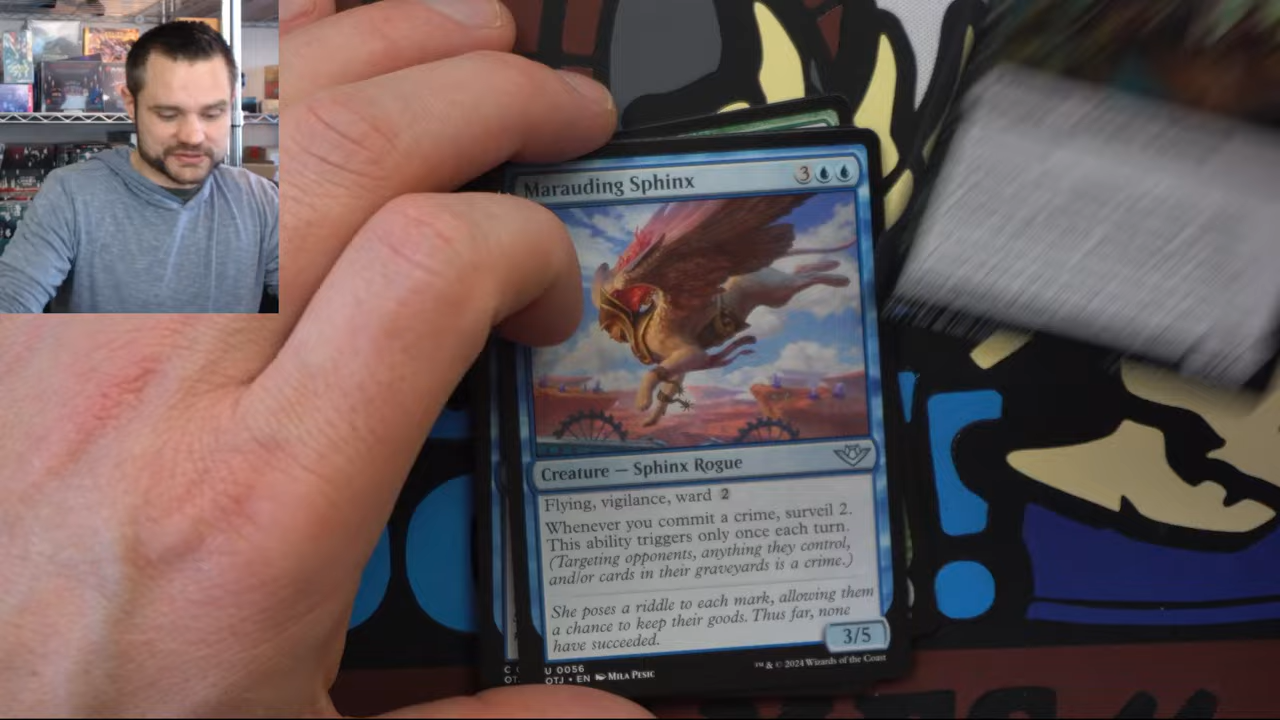 Marauding Sphinx 3
Creature — Sphinx Rogue
Flying, vigilance, ward 2
Whenever you commit a crime, surveil 2.
This ability triggers only once each turn.
(Targeting opponents, anything they control,
and/or cards in their graveyards is a crime.)
She poses a riddle to each mark, allowing them
a chance to keep their goods. Thus far, none
have succeeded.
3/5
U 0056
OTJ • EN MILA PESIC
™ & © 2024 Wizards of the Coast
C
OT